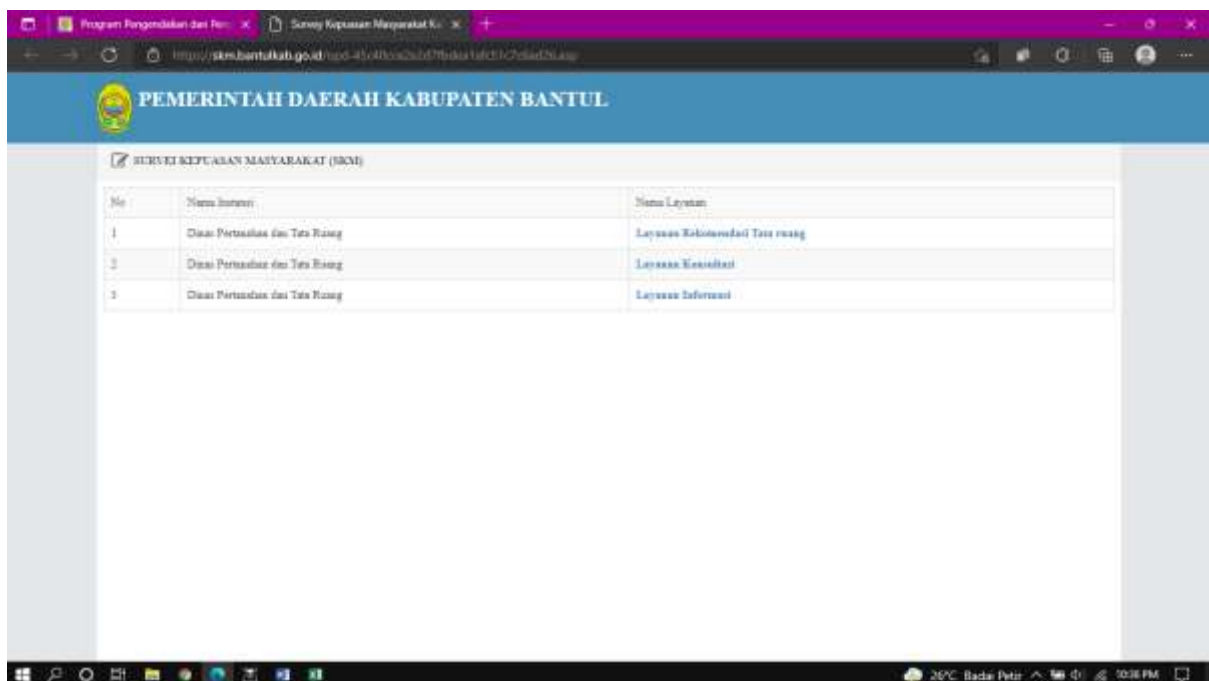 Program Pengendalian dan
Survey Kepuasan Masyarakat
skm.bantulkab.go.id
PEMERINTAH DAERAH KABUPATEN BANTUL
SURVEI KEPUASAN MASYARAKAT (SKM)
No Nama Instansi Nama Layanan
1 Dinas Pertanahan dan Tata Ruang Layanan Rekomendasi Tata ruang
2 Dinas Pertanahan dan Tata Ruang Layanan Konsultasi
3 Dinas Pertanahan dan Tata Ruang Layanan Informasi
26°C Badai Petir 10:38 PM